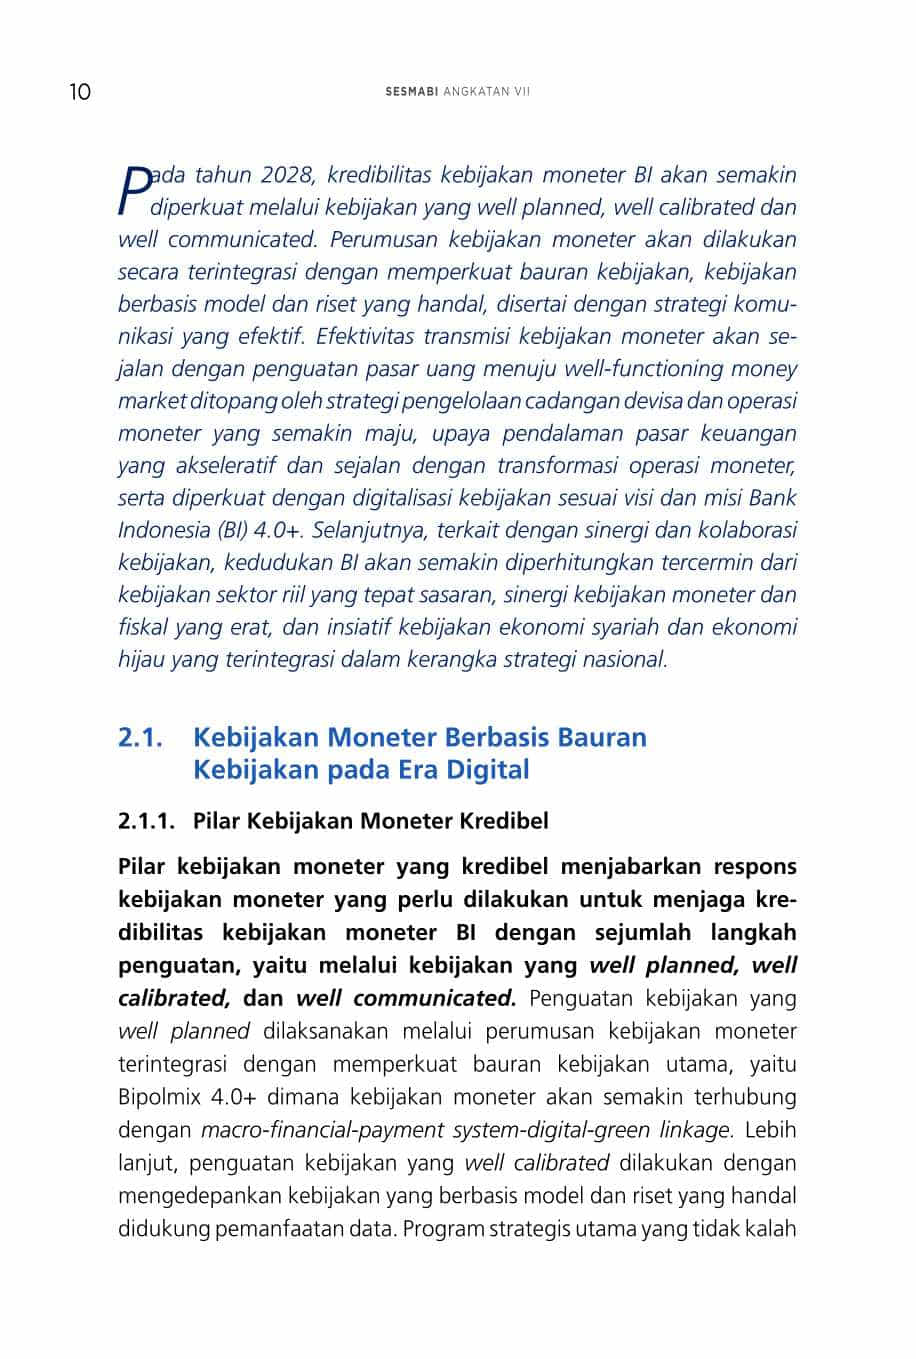 10
SESMABI ANGKATAN VII
Pada tahun 2028, kredibilitas kebijakan moneter BI akan semakin
diperkuat melalui kebijakan yang well planned, well calibrated dan
well communicated. Perumusan kebijakan moneter akan dilakukan
secara terintegrasi dengan memperkuat bauran kebijakan, kebijakan
berbasis model dan riset yang handal, disertai dengan strategi komu-
nikasi yang efektif. Efektivitas transmisi kebijakan moneter akan se-
jalan dengan penguatan pasar uang menuju well-functioning money
market ditopang oleh strategi pengelolaan cadangan devisa dan operasi
moneter yang semakin maju, upaya pendalaman pasar keuangan
yang akseleratif dan sejalan dengan transformasi operasi moneter,
serta diperkuat dengan digitalisasi kebijakan sesuai visi dan misi Bank
Indonesia (BI) 4.0+. Selanjutnya, terkait dengan sinergi dan kolaborasi
kebijakan, kedudukan BI akan semakin diperhitungkan tercermin dari
kebijakan sektor riil yang tepat sasaran, sinergi kebijakan moneter dan
fiskal yang erat, dan insiatif kebijakan ekonomi syariah dan ekonomi
hijau yang terintegrasi dalam kerangka strategi nasional.
2.1. Kebijakan Moneter Berbasis Bauran
Kebijakan pada Era Digital
2.1.1. Pilar Kebijakan Moneter Kredibel
Pilar kebijakan moneter yang kredibel menjabarkan respons
kebijakan moneter yang perlu dilakukan untuk menjaga kre-
dibilitas kebijakan moneter BI dengan sejumlah langkah
penguatan, yaitu melalui kebijakan yang well planned, well
calibrated, dan well communicated. Penguatan kebijakan yang
well planned dilaksanakan melalui perumusan kebijakan moneter
terintegrasi dengan memperkuat bauran kebijakan utama, yaitu
Bipolmix 4.0+ dimana kebijakan moneter akan semakin terhubung
dengan macro-financial-payment system-digital-green linkage. Lebih
lanjut, penguatan kebijakan yang well calibrated dilakukan dengan
mengedepankan kebijakan yang berbasis model dan riset yang handal
didukung pemanfaatan data. Program strategis utama yang tidak kalah